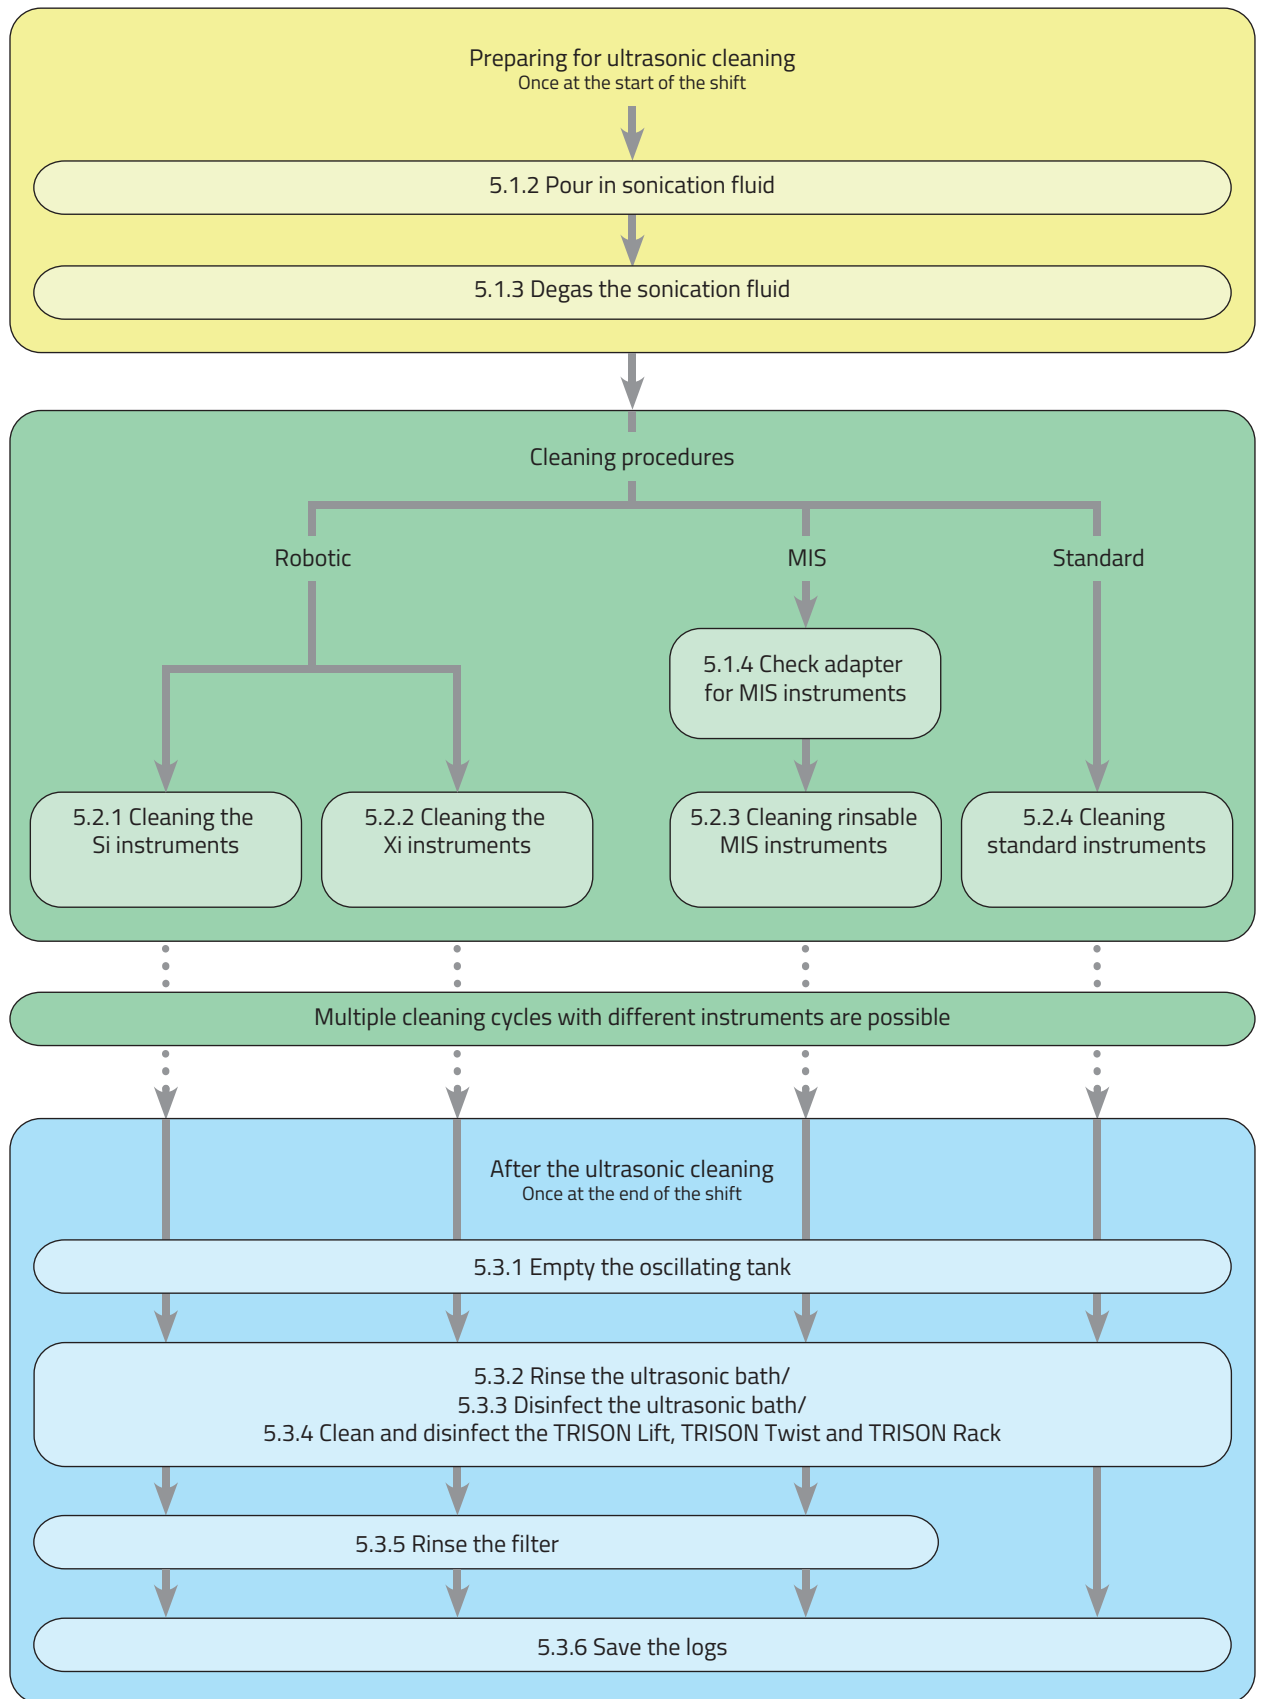 Preparing for ultrasonic cleaning
Once at the start of the shift
5.1.2 Pour in sonication fluid
5.1.3 Degas the sonication fluid
Cleaning procedures
Robotic
MIS
Standard
5.1.4 Check adapter
for MIS instruments
5.2.1 Cleaning the
Si instruments
5.2.2 Cleaning the
Xi instruments
5.2.3 Cleaning rinsable
MIS instruments
5.2.4 Cleaning
standard instruments
Multiple cleaning cycles with different instruments are possible
After the ultrasonic cleaning
Once at the end of the shift
5.3.1 Empty the oscillating tank
5.3.2 Rinse the ultrasonic bath/
5.3.3 Disinfect the ultrasonic bath/
5.3.4 Clean and disinfect the TRISON Lift, TRISON Twist and TRISON Rack
5.3.5 Rinse the filter
5.3.6 Save the logs